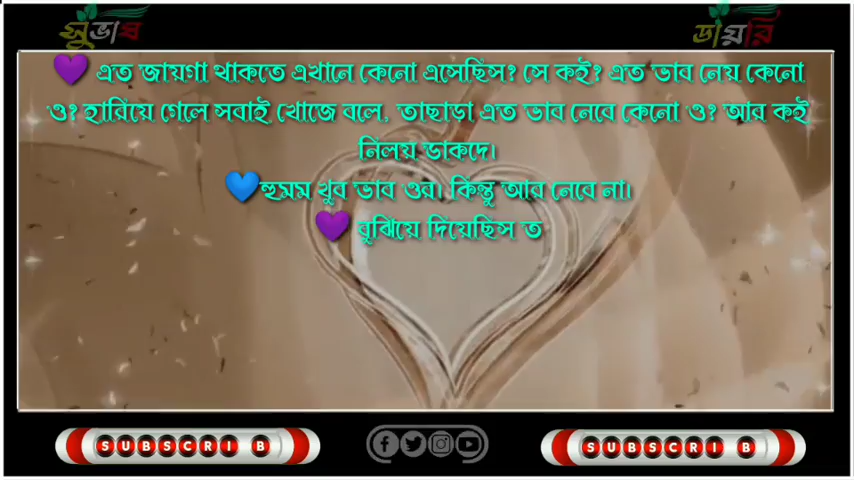 সুভাষ ডায়রি
💜 এত জায়গা থাকতে এখানে কেনো এসেছিস? সে কই? এত ভাব নেয় কেনো
ও? হারিয়ে গেলে সবাই খোজে বলে, তাছাড়া এত ভাব নেবে কেনো ও? আর কই
নিলয় ডাকদে।
💙হুমম খুব ভাব ওর। কিন্তু আর নেবে না।
💜 বুঝিয়ে দিয়েছিস ত
SUBSCRIB SUBSCRIB